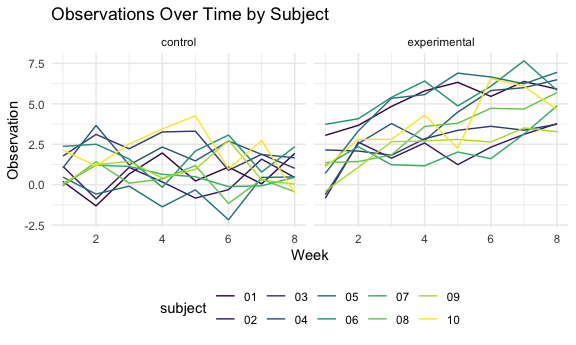 Observations Over Time by Subject
control experimental
7.5
5.0
2.5
0.0
-2.5
Observation
2 4 6 8 2 4 6 8
Week
subject
01 03 05 07 09
02 04 06 08 10